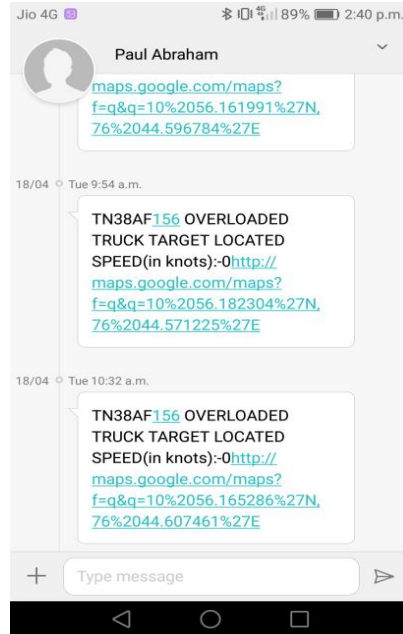 Jio 4G 4G 89% 2:40 p.m.
Paul Abraham
maps.google.com/maps?
f=q&q=10%2056.161991%27N,
76%2044.596784%27E
18/04 Tue 9:54 a.m.
TN38AF156 OVERLOADED
TRUCK TARGET LOCATED
SPEED(in knots):-0http://
maps.google.com/maps?
f=q&q=10%2056.182304%27N,
76%2044.571225%27E
18/04 Tue 10:32 a.m.
TN38AF156 OVERLOADED
TRUCK TARGET LOCATED
SPEED(in knots):-0http://
maps.google.com/maps?
f=q&q=10%2056.165286%27N,
76%2044.607461%27E
Type message